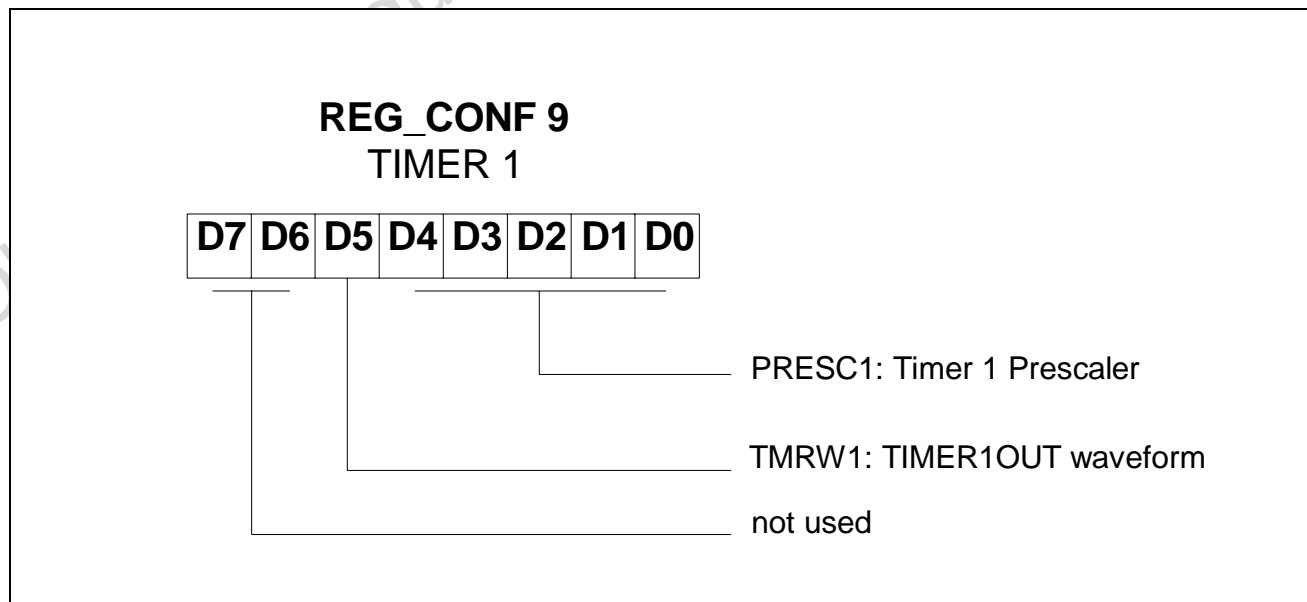 REG_CONF 9
TIMER 1
D7 D6 D5 D4 D3 D2 D1 D0
PRESC1: Timer 1 Prescaler
TMRW1: TIMER1OUT waveform
not used